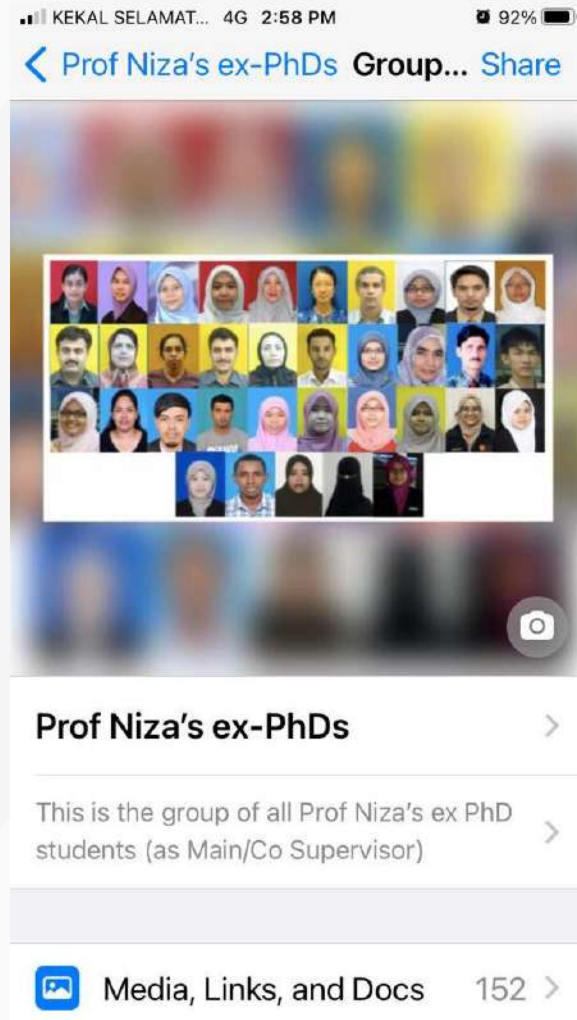 KEKAL SELAMAT... 4G 2:58 PM 92%
Prof Niza's ex-PhDs Group... Share
Prof Niza's ex-PhDs
This is the group of all Prof Niza's ex PhD
students (as Main/Co Supervisor)
Media, Links, and Docs 152